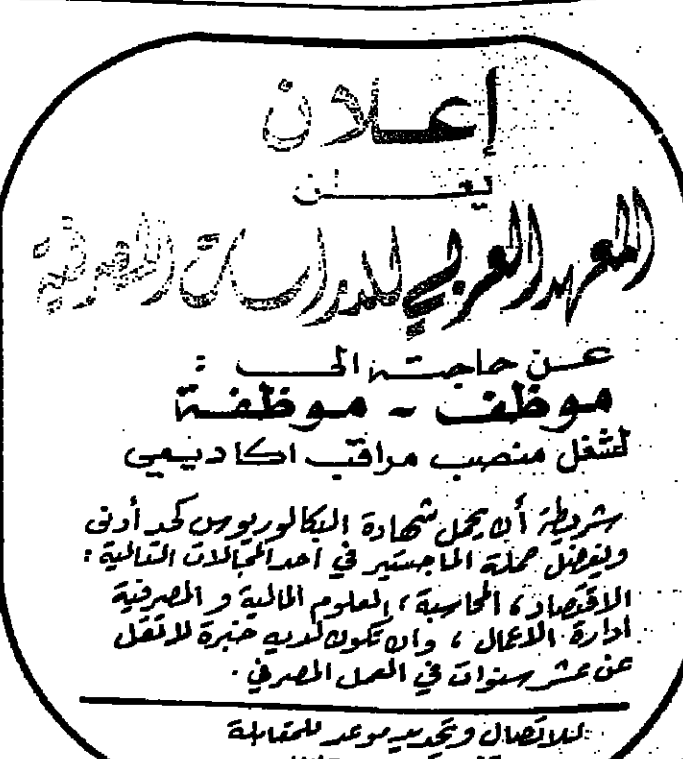 إعلان
يعلن
المعهد العربي للدراسات المصرفية
عن حاجته الى :
موظف - موظفة
لشغل منصب مراقب اكاديمي
شريطة أن يحمل شهادة البكالوريوس كحد أدنى
ويفضل حملة الماجستير في احد المجالات التالية :
الاقتصاد ، المحاسبة ، العلوم المالية و المصرفية
ادارة الاعمال ، وان تكون لديه خبرة لا تقل
عن عشر سنوات في العمل المصرفي .
للاتصال وتحديد موعد للمقابلة